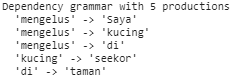 Dependency grammar with 5 productions
'mengelus' -> 'Saya'
'mengelus' -> 'kucing'
'mengelus' -> 'di'
'kucing' -> 'seekor'
'di' -> 'taman'